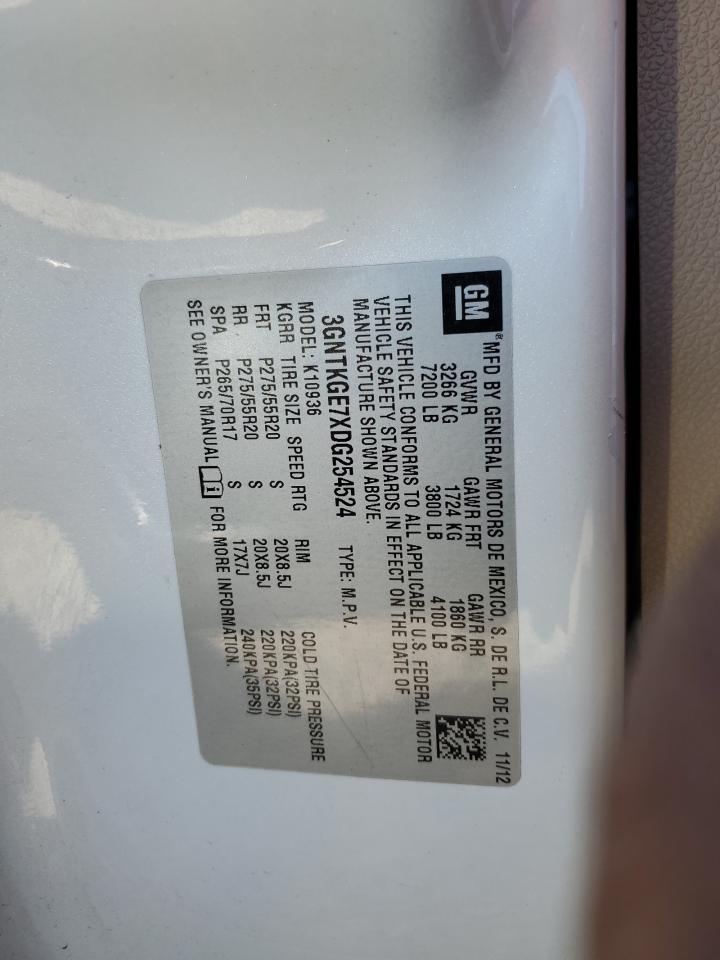 GM® MFD BY GENERAL MOTORS DE MEXICO, S. DE R.L. DE C.V. 11/12
GVWR GAWR FRT GAWR RR
3266 KG 1724 KG 1860 KG
7200 LB 3800 LB 4100 LB
THIS VEHICLE CONFORMS TO ALL APPLICABLE U.S. FEDERAL MOTOR
VEHICLE SAFETY STANDARDS IN EFFECT ON THE DATE OF
MANUFACTURE SHOWN ABOVE.
3GNTKGE7XDG254524 TYPE: M.P.V.
MODEL: K10936
KGRR TIRE SIZE SPEED RTG RIM COLD TIRE PRESSURE
FRT P275/55R20 S 20X8.5J 220KPA(32PSI)
RR P275/55R20 S 20X8.5J 220KPA(32PSI)
SPA P265/70R17 S 17X7J 240KPA(35PSI)
SEE OWNER'S MANUAL i FOR MORE INFORMATION.